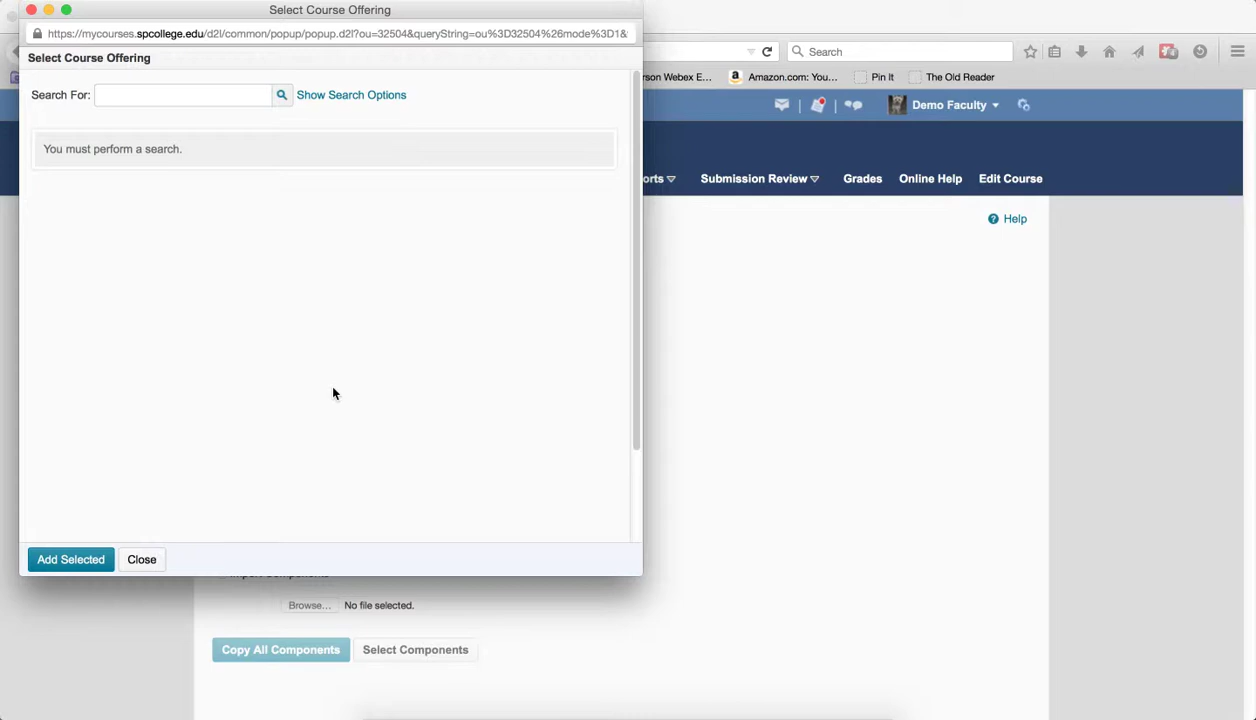 Select Course Offering
https://mycourses.spcollege.edu/d2l/common/popup/popup.d2l?ou=32504&queryString=ou%3D32504%26mode%3D1&
Select Course Offering
Search For:
Show Search Options
You must perform a search.
Add Selected
Close
Search
rson Webex E...
a
Amazon.com: You...
Pin It
The Old Reader
Demo Faculty
orts
Submission Review
Grades
Online Help
Edit Course
? Help
Browse...
No file selected.
Copy All Components
Select Components